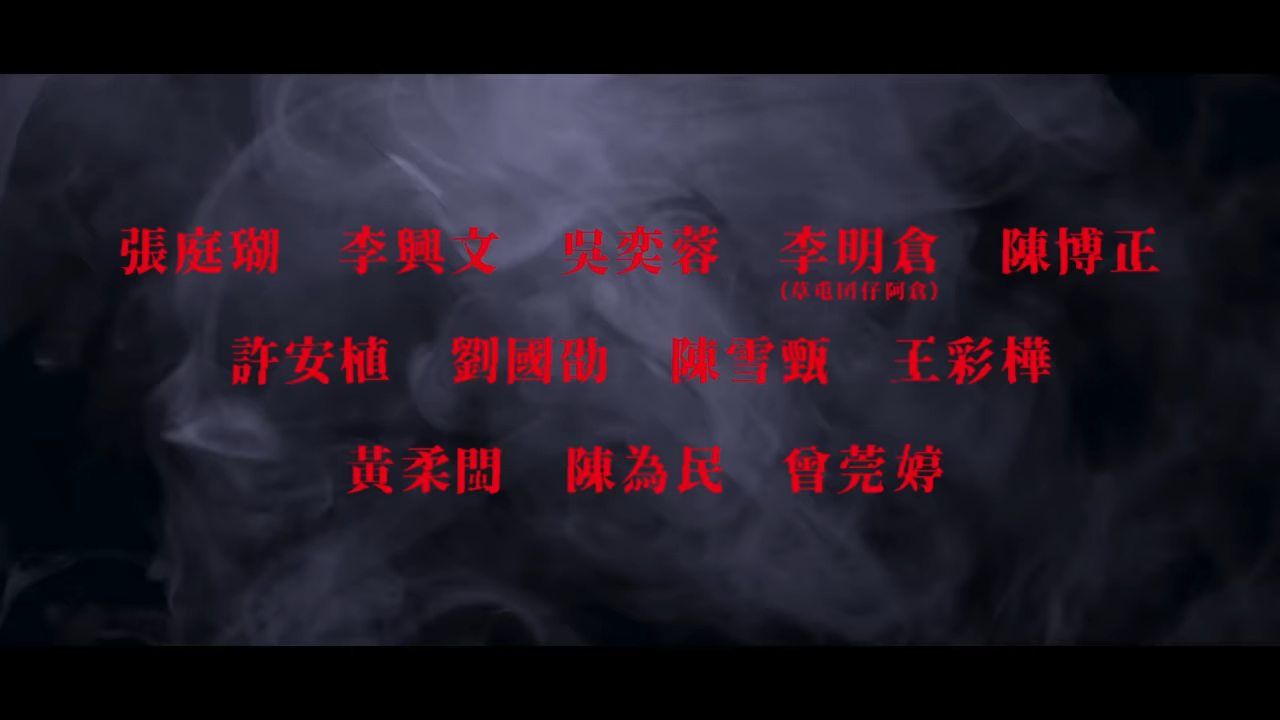 張庭瑚 李興文 吳奕蓉 李明倉 陳博正
(草屯囝仔阿倉)
許安植 劉國劭 陳雪甄 王彩樺
黃柔閩 陳為民 曾莞婷